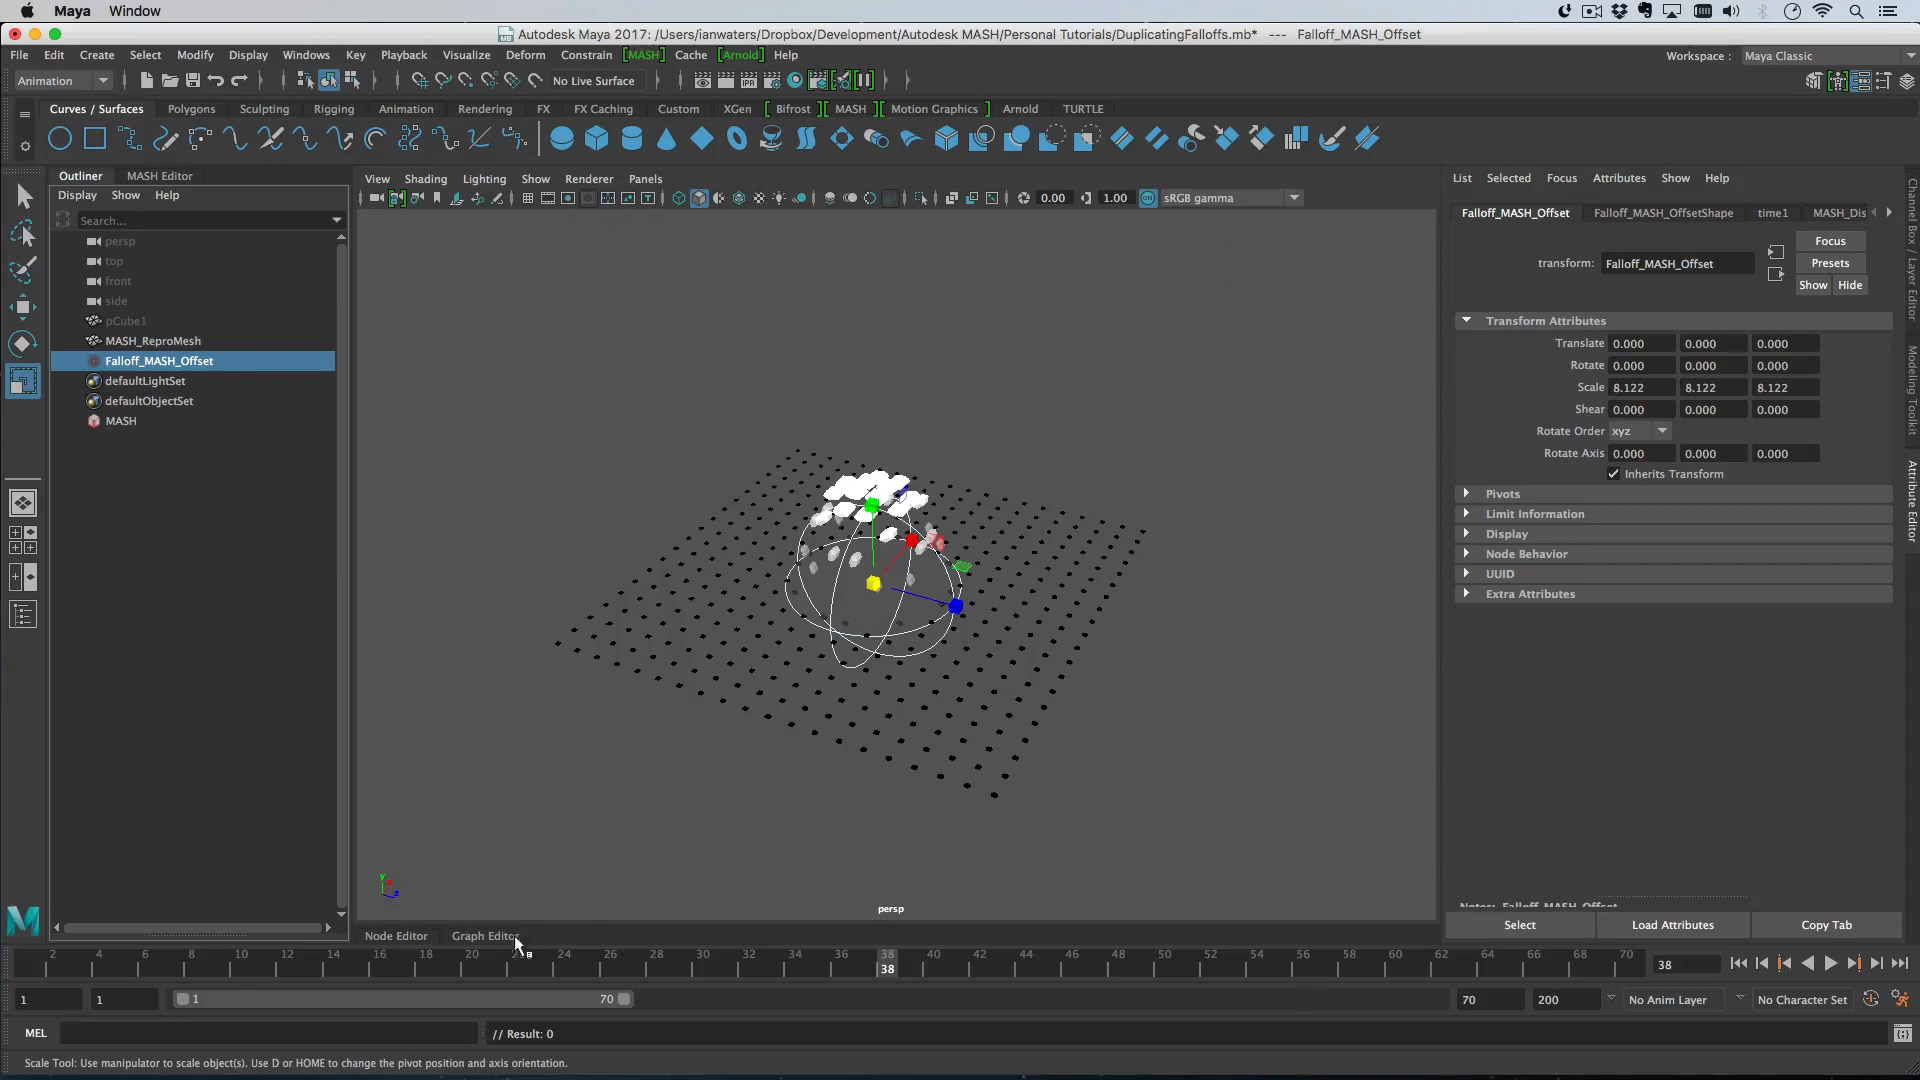 Maya Window
Autodesk Maya 2017: /Users/ianwaters/Dropbox/Development/Autodesk MASH/Personal Tutorials/DuplicatingFalloffs.mb* --- Falloff_MASH_Offset
File Edit Create Select Modify Display Windows Key Playback Visualize Deform Constrain [MASH] Cache [Arnold] Help Workspace : Maya Classic
Animation No Live Surface
Curves / Surfaces Polygons Sculpting Rigging Animation Rendering FX FX Caching Custom XGen [ Bifrost ][ MASH ][ Motion Graphics ] Arnold TURTLE
Outliner MASH Editor
Display Show Help
Search...
persp
top
front
side
pCube1
MASH_ReproMesh
Falloff_MASH_Offset
defaultLightSet
defaultObjectSet
MASH
View Shading Lighting Show Renderer Panels
0.00 1.00 ON sRGB gamma
y
z
persp
Node Editor Graph Editor
List Selected Focus Attributes Show Help
Falloff_MASH_Offset Falloff_MASH_OffsetShape time1 MASH_Dis
transform: Falloff_MASH_Offset
Focus
Presets
Show Hide
Transform Attributes
Translate 0.000 0.000 0.000
Rotate 0.000 0.000 0.000
Scale 8.122 8.122 8.122
Shear 0.000 0.000 0.000
Rotate Order xyz
Rotate Axis 0.000 0.000 0.000
Inherits Transform
Pivots
Limit Information
Display
Node Behavior
UUID
Extra Attributes
Notes: Falloff_MASH_Offset
Select Load Attributes Copy Tab
Channel Box / Layer Editor
Modeling Toolkit
Attribute Editor
2 4 6 8 10 12 14 16 18 20 24 26 28 30 32 34 36 38 40 42 44 46 48 50 52 54 56 58 60 62 64 66 68 70
38 38
1 1 1 70 70 200 No Anim Layer No Character Set
MEL // Result: 0
Scale Tool: Use manipulator to scale object(s). Use D or HOME to change the pivot position and axis orientation.